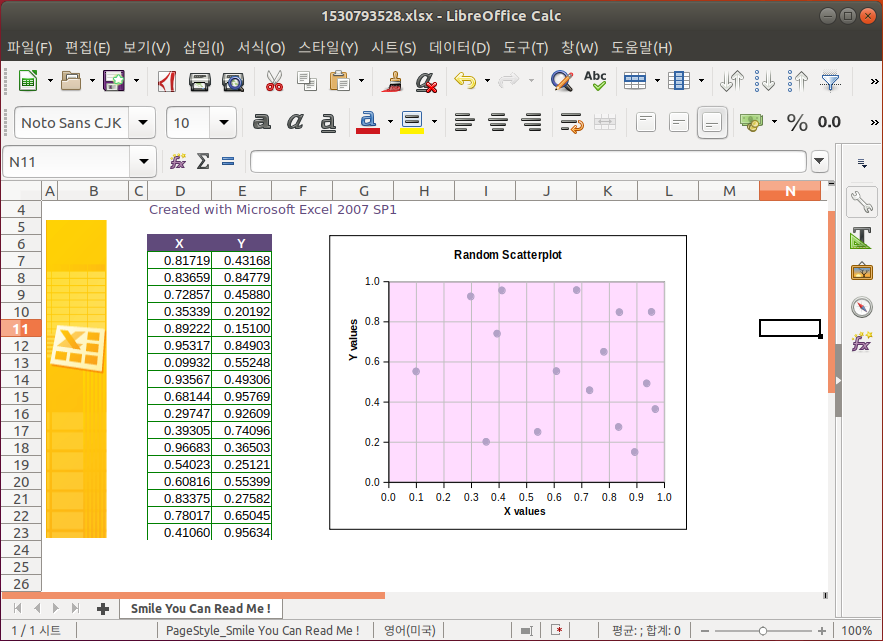 1530793528.xlsx - LibreOffice Calc
파일(F) 편집(E) 보기(V) 삽입(I) 서식(O) 스타일(Y) 시트(S) 데이터(D) 도구(T) 창(W) 도움말(H)
Abc
Noto Sans CJK 10 a a a a % 0.0
N11 fx Σ =
A B C D E F G H I J K L M N
4 Created with Microsoft Excel 2007 SP1
5
6 X Y
7 0.81719 0.43168
8 0.83659 0.84779
9 0.72857 0.45880
10 0.35339 0.20192
11 0.89222 0.15100
12 0.95317 0.84903
13 0.09932 0.55248
14 0.93567 0.49306
15 0.68144 0.95769
16 0.29747 0.92609
17 0.39305 0.74096
18 0.96683 0.36503
19 0.54023 0.25121
20 0.60816 0.55399
21 0.83375 0.27582
22 0.78017 0.65045
23 0.41060 0.95634
24
25
26
Random Scatterplot
Y values
1.0
0.8
0.6
0.4
0.2
0.0
0.0 0.1 0.2 0.3 0.4 0.5 0.6 0.7 0.8 0.9 1.0
X values
Smile You Can Read Me !
1 / 1 시트 PageStyle_Smile You Can Read Me ! 영어(미국) 평균: ; 합계: 0 100%